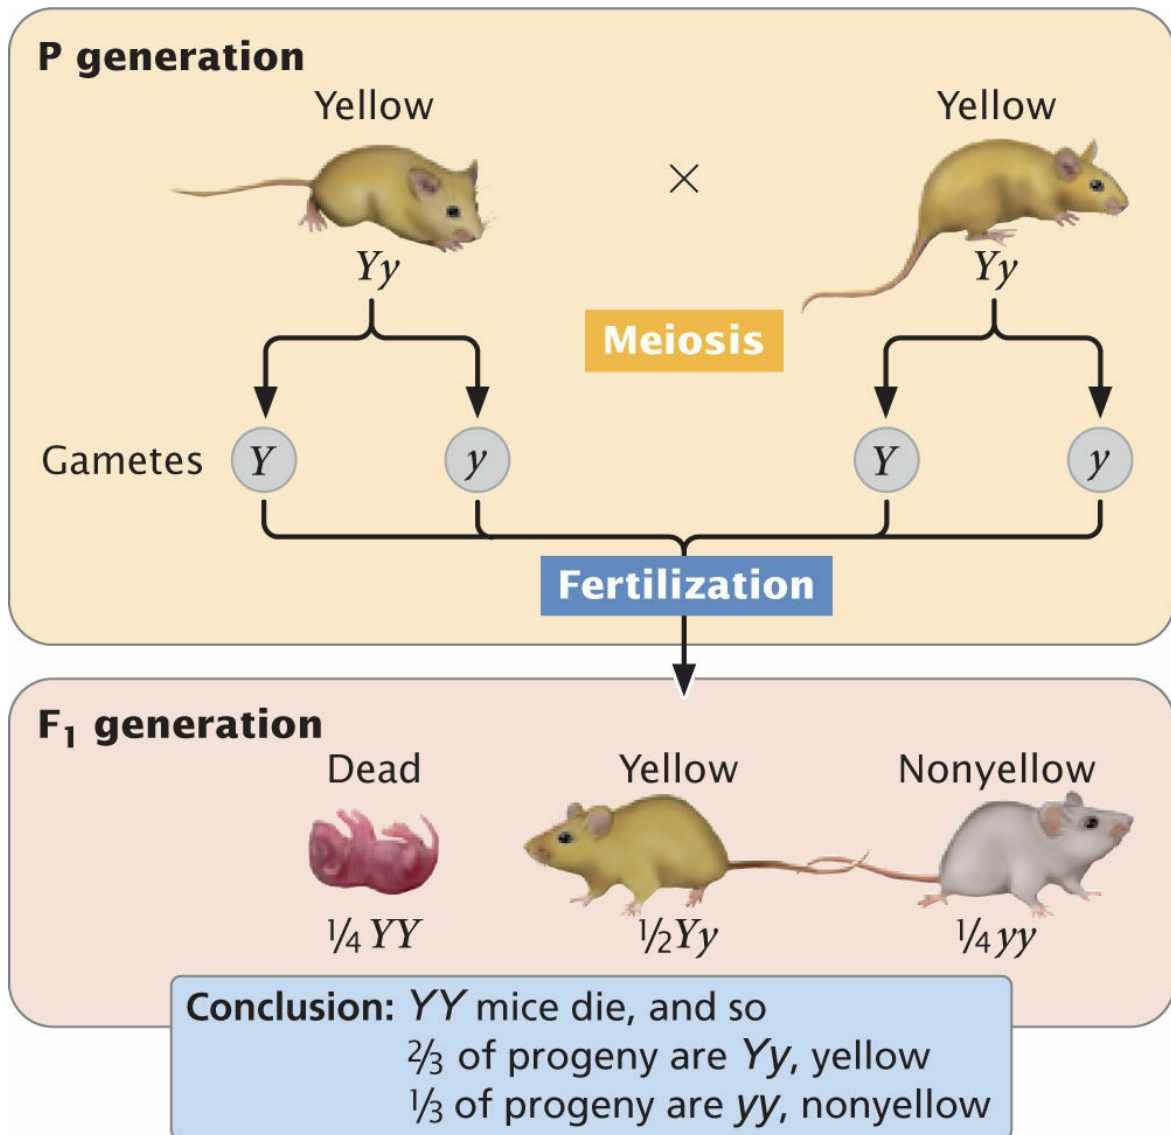 P generation
Yellow Yellow
×
Yy Yy
Meiosis
Gametes Y y Y y
Fertilization
F₁ generation
Dead Yellow Nonyellow
¼ YY ½Yy ¼ yy
Conclusion: YY mice die, and so
⅔ of progeny are Yy, yellow
⅓ of progeny are yy, nonyellow